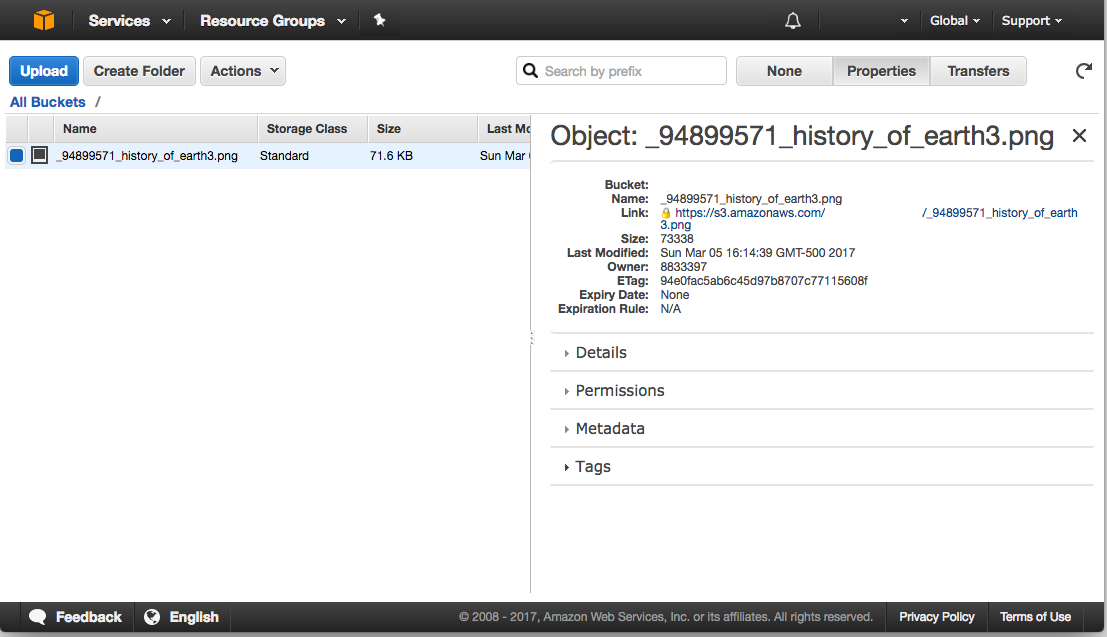 Services Resource Groups Global Support
Upload Create Folder Actions Search by prefix None Properties Transfers
All Buckets /
Name Storage Class Size Last Mo
_94899571_history_of_earth3.png Standard 71.6 KB Sun Mar
Object: _94899571_history_of_earth3.png
Bucket:
Name: _94899571_history_of_earth3.png
Link: https://s3.amazonaws.com/ /_94899571_history_of_earth
3.png
Size: 73338
Last Modified: Sun Mar 05 16:14:39 GMT-500 2017
Owner: 8833397
ETag: 94e0fac5ab6c45d97b8707c77115608f
Expiry Date: None
Expiration Rule: N/A
Details
Permissions
Metadata
Tags
Feedback English © 2008 - 2017, Amazon Web Services, Inc. or its affiliates. All rights reserved. Privacy Policy Terms of Use